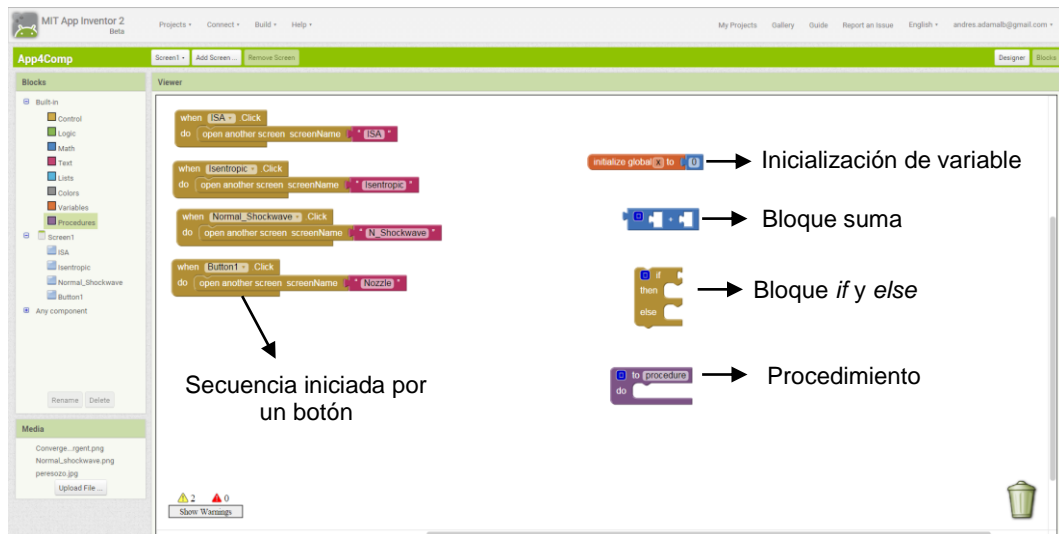 MIT App Inventor 2
Beta
Projects Connect Build Help
My Projects Gallery Guide Report an Issue English andres.adamalb@gmail.com
App4Comp
Screen1 Add Screen ... Remove Screen
Designer Blocks
Blocks
Built-in
Control
Logic
Math
Text
Lists
Colors
Variables
Procedures
Screen1
ISA
Isentropic
Normal_Shockwave
Button1
Any component
Rename Delete
Media
Converge...rgent.png
Normal_shockwave.png
peresozo.jpg
Upload File ...
Viewer
when ISA .Click
do open another screen screenName " ISA "
when Isentropic .Click
do open another screen screenName " Isentropic "
when Normal_Shockwave .Click
do open another screen screenName " N_Shockwave "
when Button1 .Click
do open another screen screenName " Nozzle "
Secuencia iniciada por
un botón
initialize global x to 0
Inicialización de variable
+
Bloque suma
if
then
else
Bloque if y else
to procedure
do
Procedimiento
2 0
Show Warnings